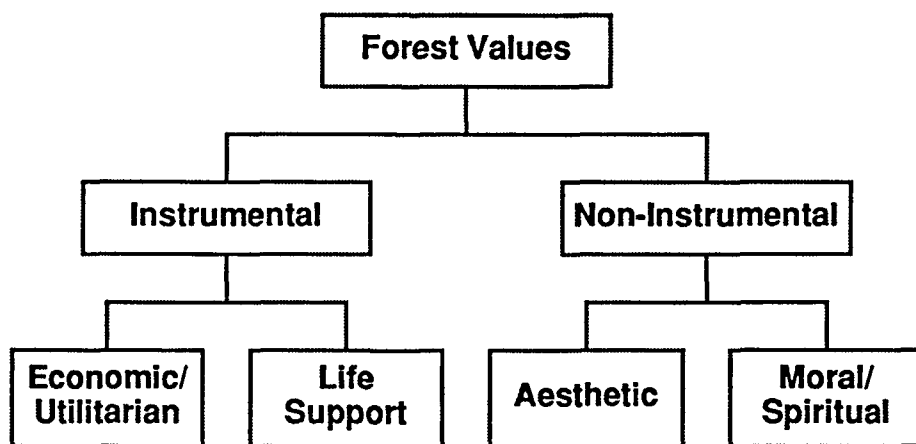 Forest Values
Instrumental
Non-Instrumental
Economic/
Utilitarian
Life
Support
Aesthetic
Moral/
Spiritual